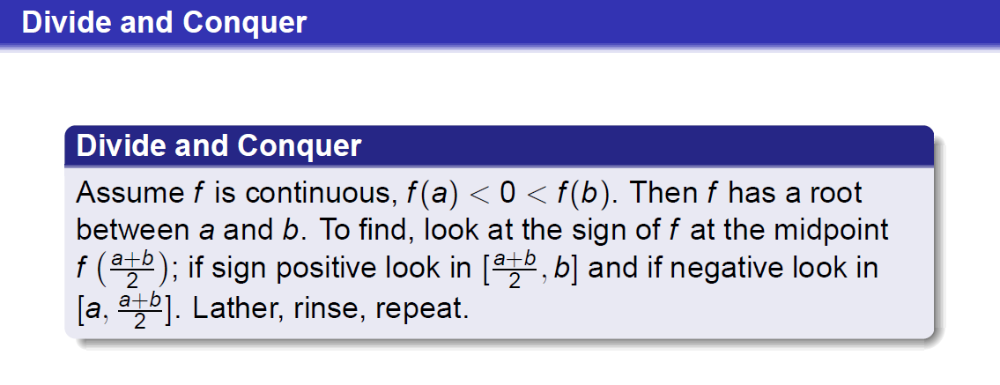 Divide and Conquer
Divide and Conquer
Assume f is continuous, f(a) < 0 < f(b). Then f has a root
between a and b. To find, look at the sign of f at the midpoint
f (\frac{a+b}{2}); if sign positive look in [\frac{a+b}{2}, b] and if negative look in
[a, \frac{a+b}{2}]. Lather, rinse, repeat.